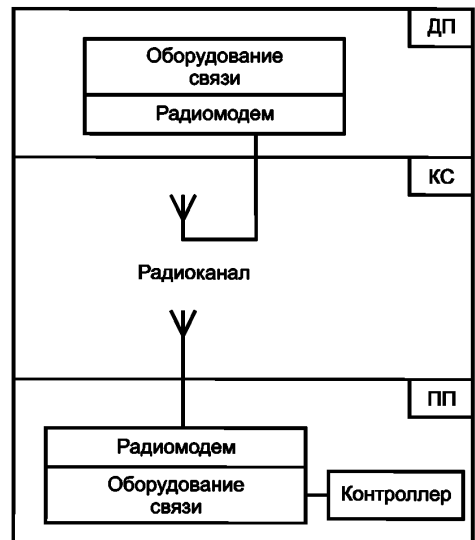 ДП
Оборудование
связи
Радиомодем
КС
Радиоканал
ПП
Радиомодем
Оборудование
связи
Контроллер